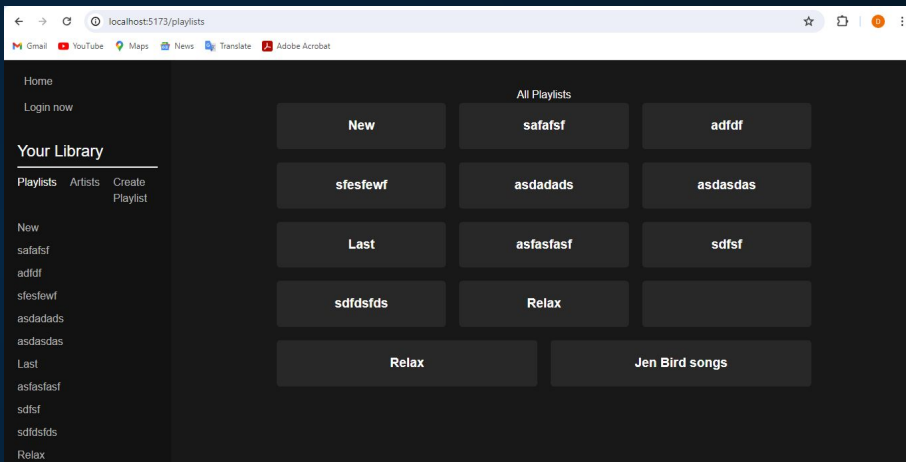 localhost:5173/playlists
D
Gmail YouTube Maps News Translate Adobe Acrobat
Home
Login now
Your Library
Playlists Artists Create
Playlist
New
safafsf
adfdf
sfesfewf
asdadads
asdasdas
Last
asfasfasf
sdfsf
sdfdsfds
Relax
All Playlists
New safafsf adfdf
sfesfewf asdadads asdasdas
Last asfasfasf sdfsf
sdfdsfds Relax
Relax Jen Bird songs